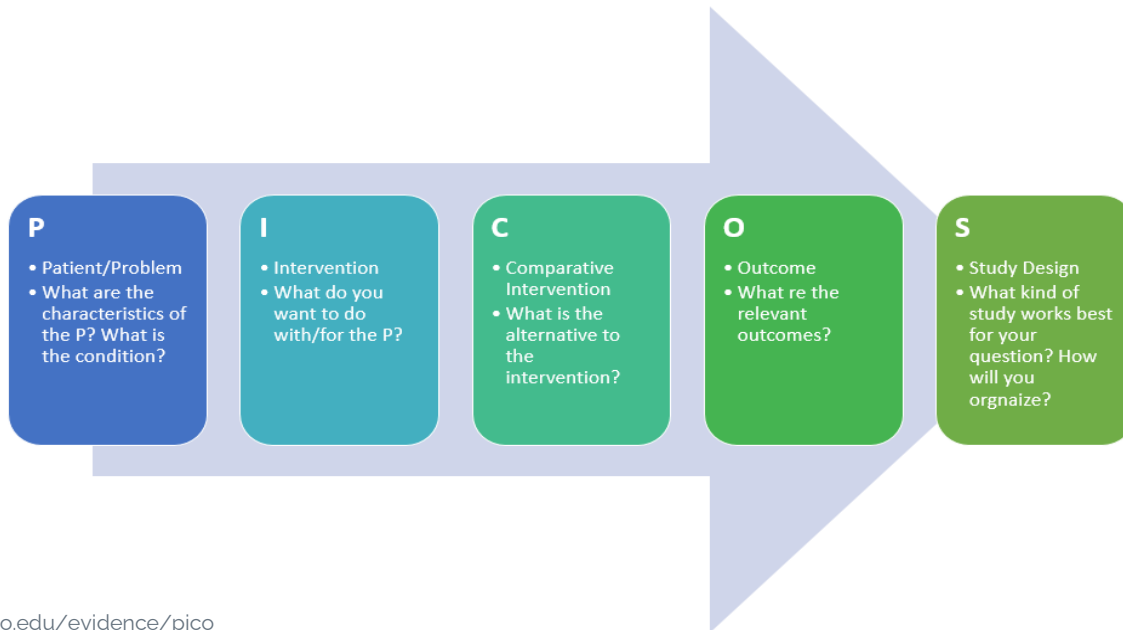 P
• Patient/Problem
• What are the
characteristics of
the P? What is
the condition?
I
• Intervention
• What do you
want to do
with/for the P?
C
• Comparative
Intervention
• What is the
alternative to
the
intervention?
O
• Outcome
• What re the
relevant
outcomes?
S
• Study Design
• What kind of
study works best
for your
question? How
will you
orgnaize?
o.edu/evidence/pico